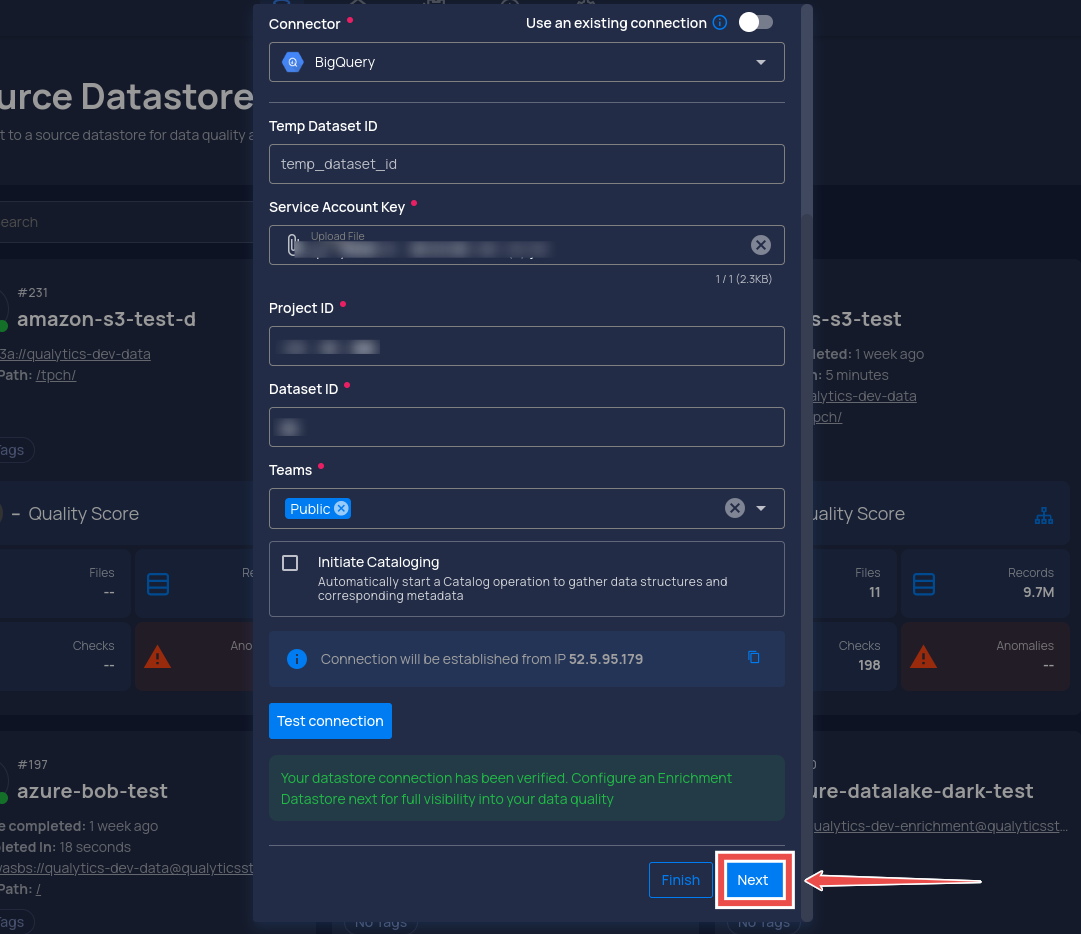 Connector
Use an existing connection
BigQuery
urce Datastore
t to a source datastore for data quality a
Temp Dataset ID
temp_dataset_id
earch
Service Account Key
Upload File
1 / 1 (2.3KB)
#231
amazon-s3-test-d
3a://qualytics-dev-data
Path: /tpch/
ags
Project ID
Dataset ID
s-s3-test
leted: 1 week ago
n: 5 minutes
alytics-dev-data
pch/
Teams
Public
– Quality Score
uality Score
Initiate Cataloging
Automatically start a Catalog operation to gather data structures and
corresponding metadata
Files
--
Re
Files
11
Records
9.7M
Checks
--
Ano
Checks
198
Anomalies
--
Connection will be established from IP 52.5.95.179
Test connection
Your datastore connection has been verified. Configure an Enrichment
Datastore next for full visibility into your data quality
#197
azure-bob-test
e completed: 1 week ago
leted In: 18 seconds
wasbs://qualytics-dev-data@qualyticsst
Path: /
ags
0
ure-datalake-dark-test
ualytics-dev-enrichment@qualyticsst...
Finish
Next
No Tags
No Tags